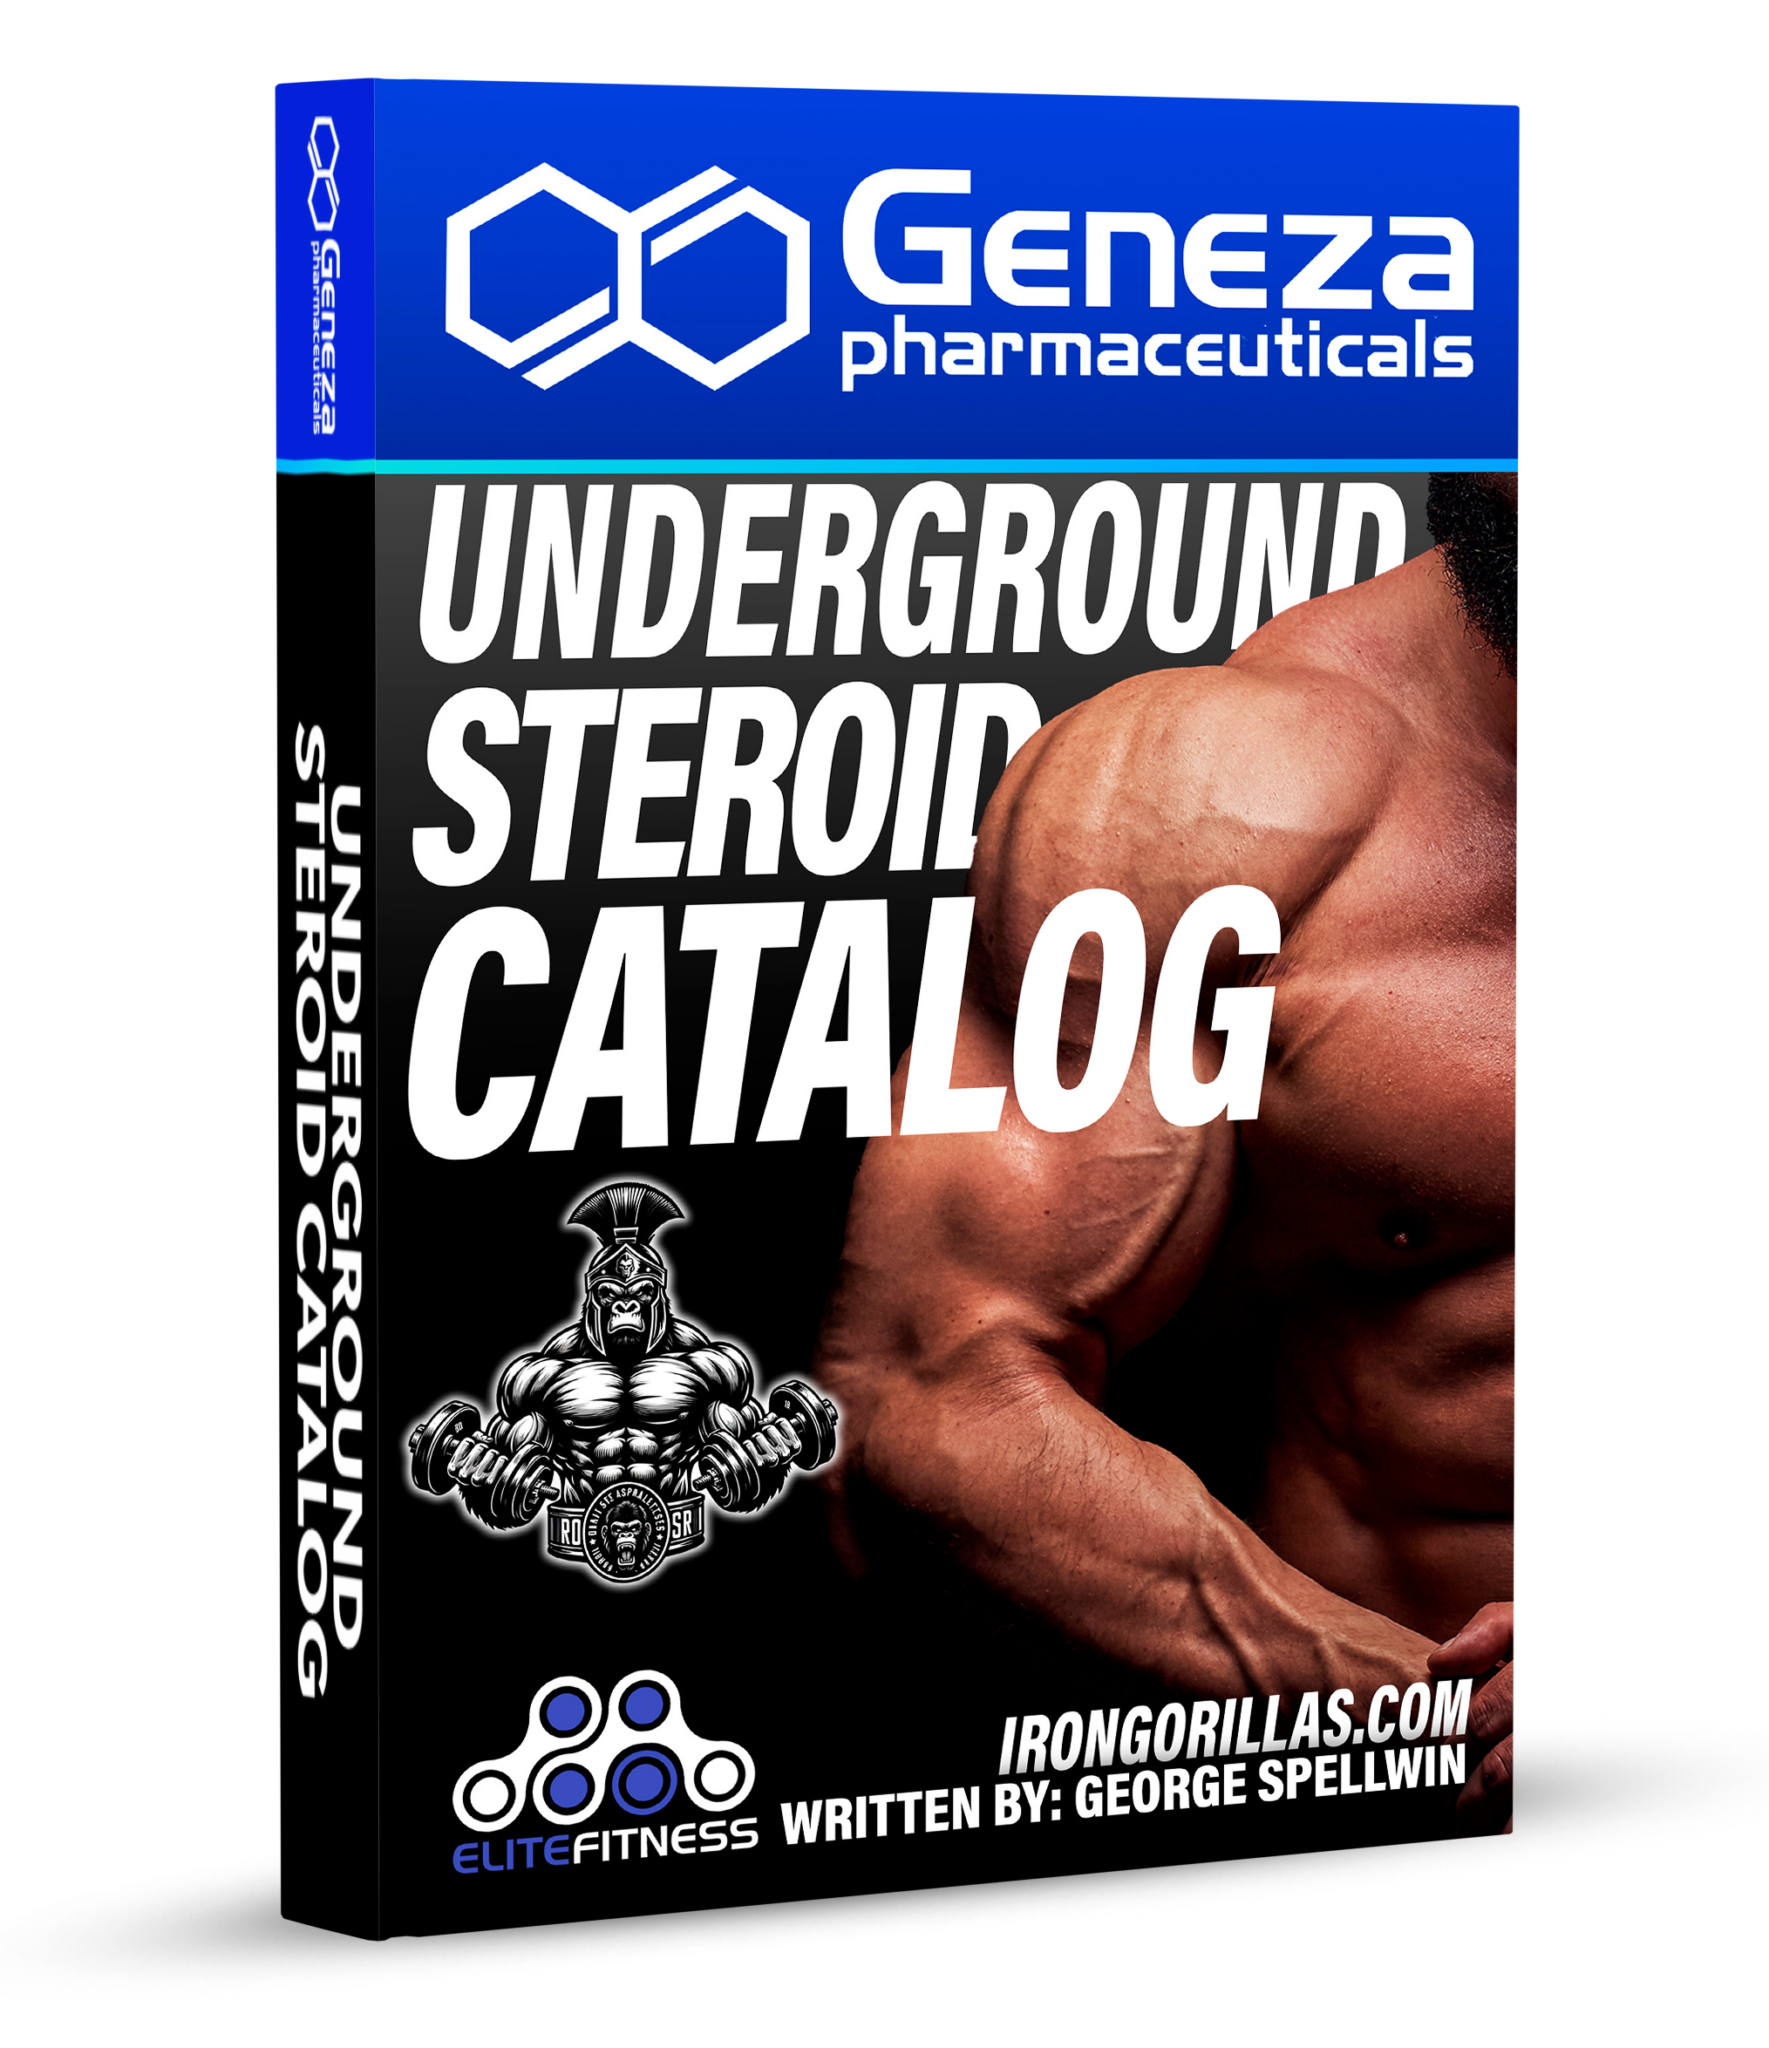 Geneza
pharmaceuticals
UNDERGROUND
STEROID
CATALOG
RO
SR
ELITEFITNESS
IRONGORILLAS.COM
WRITTEN BY: GEORGE SPELLWIN
Geneza
pharmaceuticals
UNDERGROUND
STEROID CATALOG